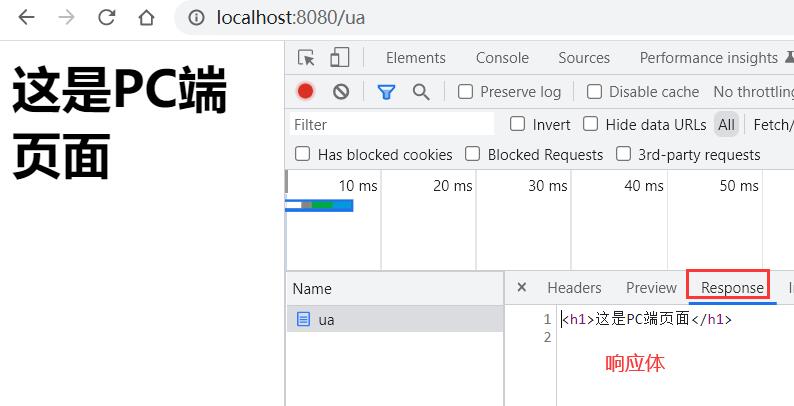 localhost:8080/ua
这是PC端
页面
Elements Console Sources Performance insights
Preserve log Disable cache No throttling
Filter Invert Hide data URLs All Fetch/
Has blocked cookies Blocked Requests 3rd-party requests
10 ms 20 ms 30 ms 40 ms 50 ms
Name × Headers Preview Response
ua
1 <h1>这是PC端页面</h1>
2
响应体